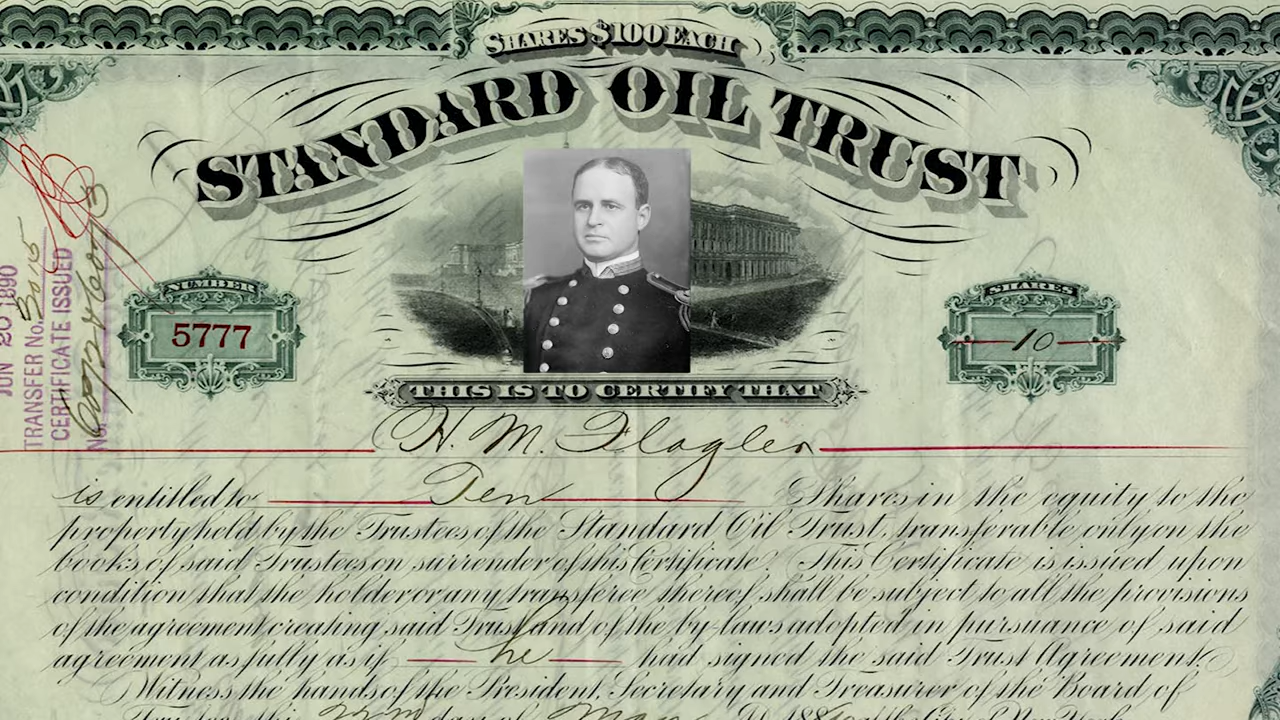 SHARES $100 EACH
STANDARD OIL TRUST
NUMBER
5777
SHARES
10
JUN 20 1890
TRANSFER No.
CERTIFICATE ISSUED
No.
THIS IS TO CERTIFY THAT
H. M. Flagler
is entitled to Ten Shares in the equity to the
property held by the Trustees of the Standard Oil Trust, transferable only on the
books of said Trustees on surrender of this Certificate. This Certificate is issued upon
condition that the holder or any transferee thereof shall be subject to all the provisions
of the agreement creating said Trust and of the by-laws adopted in pursuance of said
agreement as fully as if he had signed the said Trust Agreement.
Witness the hands of the President, Secretary and Treasurer of the Board of